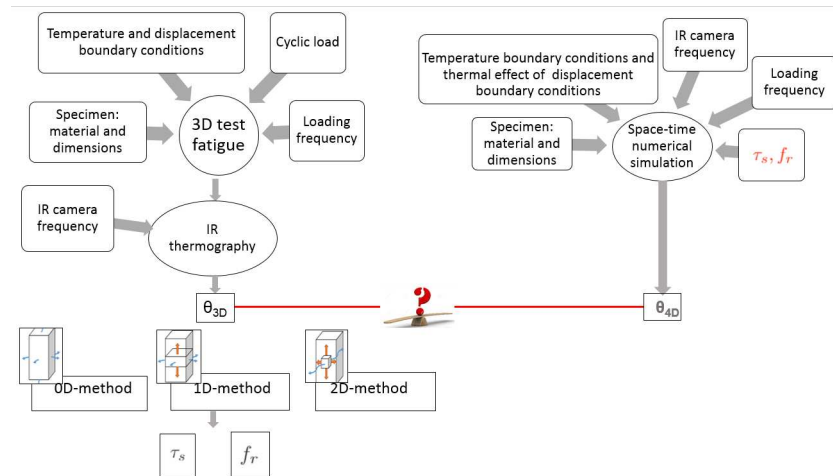 Temperature and displacement
boundary conditions
Cyclic load
Specimen:
material and
dimensions
3D test
fatigue
Loading
frequency
IR camera
frequency
IR
thermography
θ3D
0D-method
1D-method
2D-method
τs
fr
IR camera
frequency
Temperature boundary conditions and
thermal effect of displacement
boundary conditions
Loading
frequency
Specimen:
material and
dimensions
Space-time
numerical
simulation
τs, fr
?
θ4D